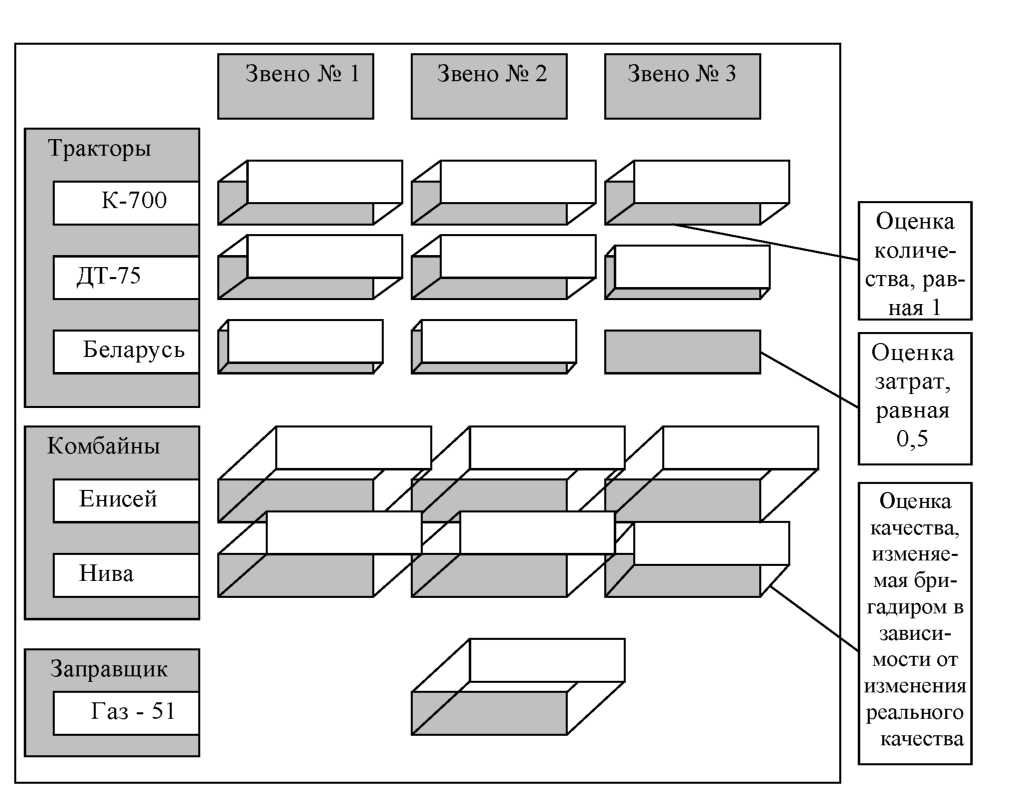 Звено № 1
Звено № 2
Звено № 3
Тракторы
К-700
ДТ-75
Беларусь
Комбайны
Енисей
Нива
Заправщик
Газ - 51
Оценка
количе-
ства, рав-
ная 1
Оценка
затрат,
равная
0,5
Оценка
качества,
изменяе-
мая бри-
гадиром в
зависи-
мости от
изменения
реального
качества